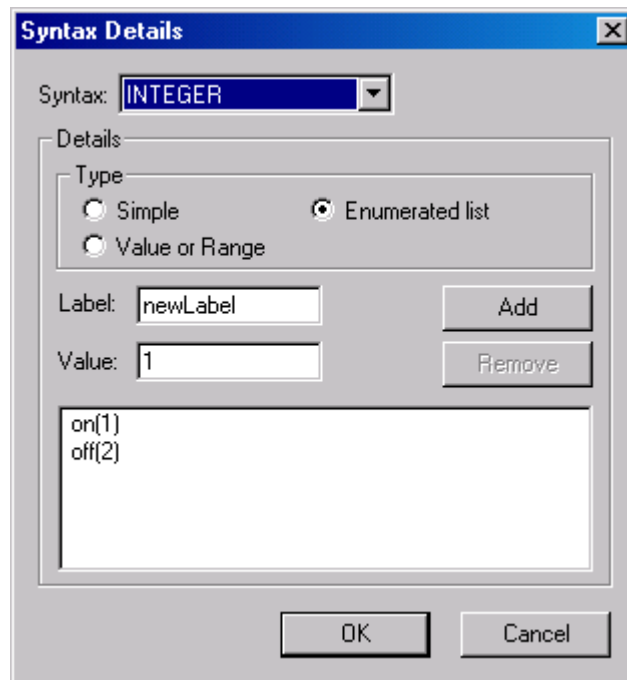 Syntax Details
Syntax: INTEGER
Details
Type
Simple Enumerated list
Value or Range
Label: newLabel Add
Value: 1 Remove
on(1)
off(2)
OK Cancel